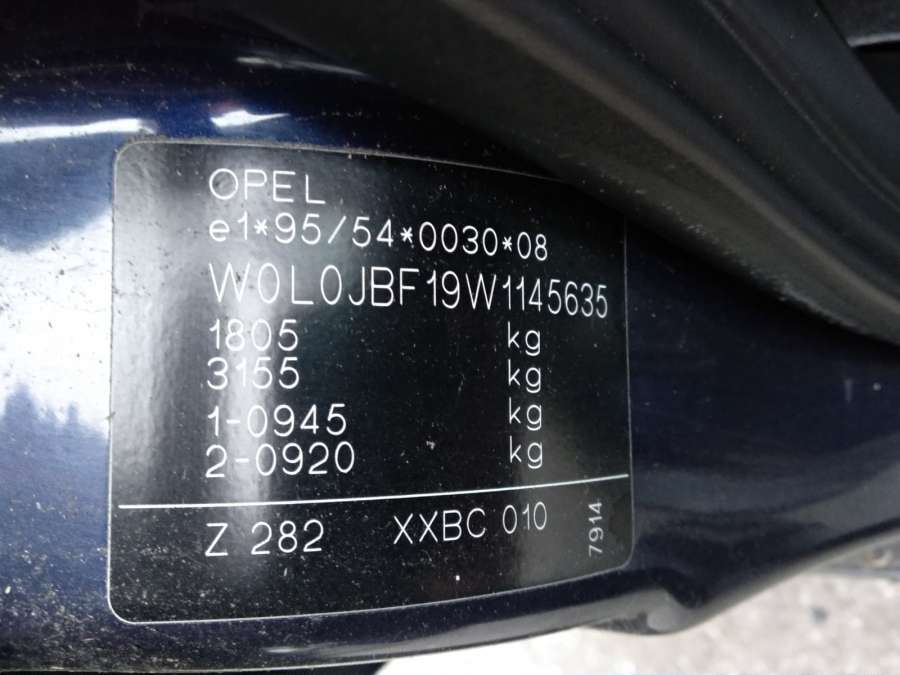 OPEL
e1*95/54*0030*08
W0L0JBF19W1145635
1805 kg
3155 kg
1-0945 kg
2-0920 kg
Z 282 XXBC 010
7914